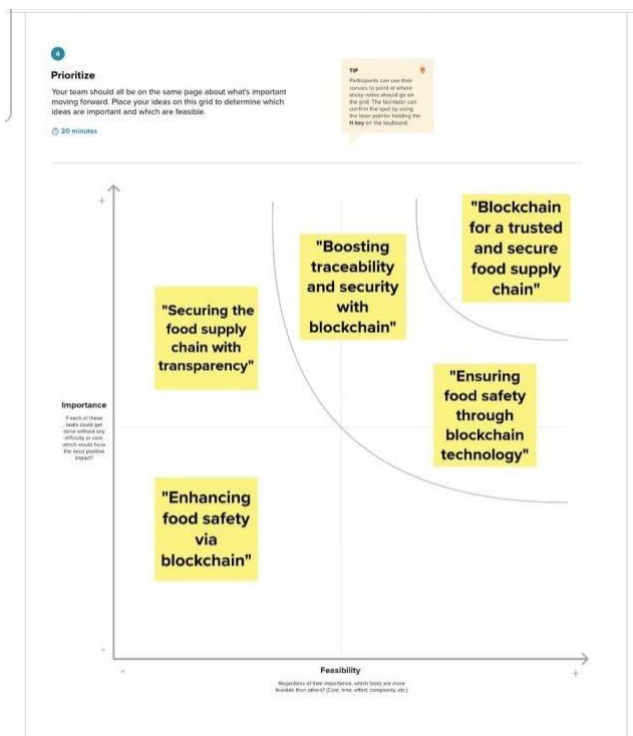 4
Prioritize
Your team should all be on the same page about what's important
moving forward. Place your ideas on this grid to determine which
ideas are important and which are feasible.
20 minutes
TIP
Participants can use their
cursors to point at where
sticky notes should go on
the grid. The facilitator can
confirm the spot by using
the laser pointer holding the
H key on the keyboard.
+
"Blockchain
for a trusted
and secure
food supply
chain"
"Boosting
traceability
and security
with
blockchain"
"Securing the
food supply
chain with
transparency"
"Ensuring
food safety
through
blockchain
technology"
Importance
If each of these
tasks could get
done without any
difficulty or cost,
which would have
the most positive
impact?
"Enhancing
food safety
via
blockchain"
-
-
Feasibility
+
Regardless of their importance, which tasks are more
feasible than others? (Cost, time, effort, complexity, etc.)